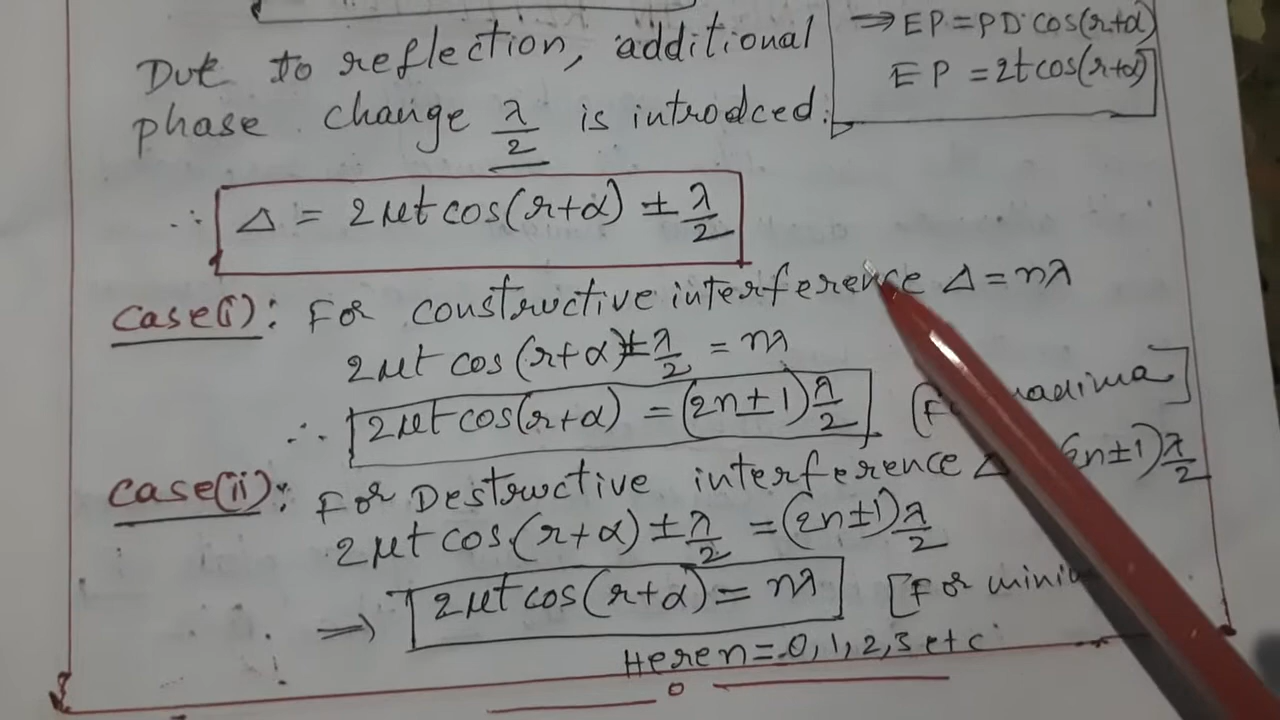 Due to reflection, additional
phase change λ/2 is introdced.
⇒ EP = PD cos(r+α)
EP = 2t cos(r+α)
∴ Δ = 2μt cos(r+α) ± λ/2
case(i): For constructive interference Δ = nλ
2μt cos(r+α) ± λ/2 = nλ
∴ 2μt cos(r+α) = (2n±1) λ/2
case(ii): For Destructive interference Δ (2n±1) λ/2
2μt cos(r+α) ± λ/2 = (2n±1) λ/2
⇒ 2μt cos(r+α) = nλ [For
Here n = 0, 1, 2, 3 etc